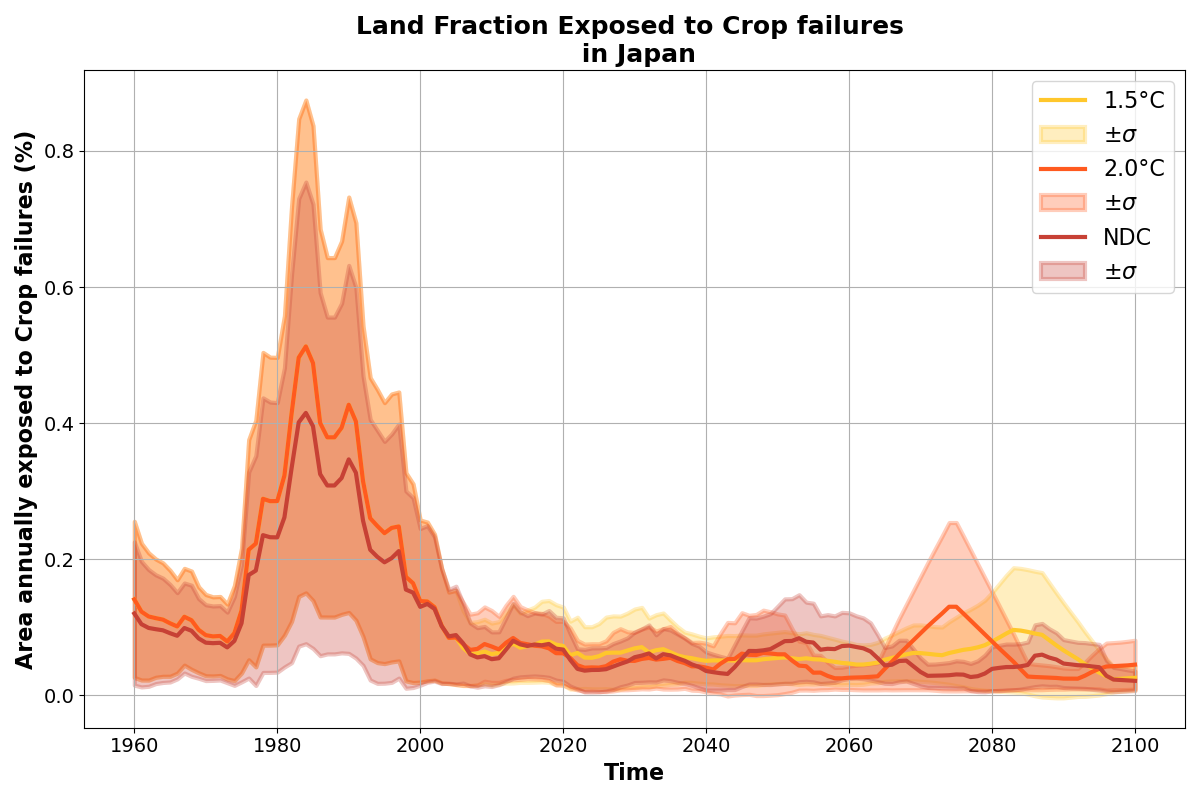 Land Fraction Exposed to Crop failures
in Japan
Area annually exposed to Crop failures (%)
0.8
0.6
0.4
0.2
0.0
1960
1980
2000
2020
2040
2060
2080
2100
Time
1.5°C
±σ
2.0°C
±σ
NDC
±σ